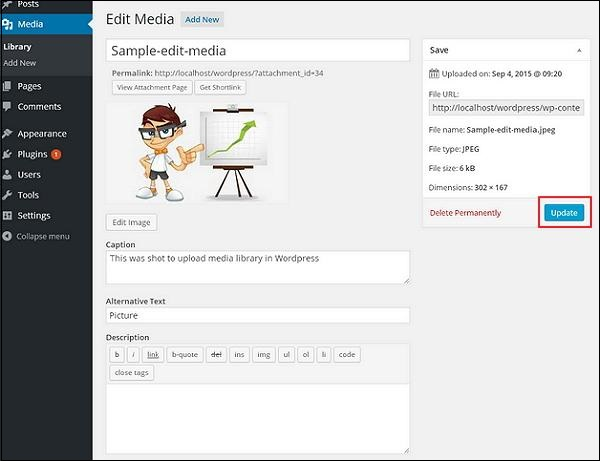 Posts
Media
Library
Add New
Pages
Comments
Appearance
Plugins 1
Users
Tools
Settings
Collapse menu
Edit Media Add New
Sample-edit-media
Permalink: http://localhost/wordpress/?attachment_id=34
View Attachment Page Get Shortlink
Edit Image
Caption
This was shot to upload media library in Wordpress
Alternative Text
Picture
Description
b i link b-quote del ins img ul ol li code
close tags
Save
Uploaded on: Sep 4, 2015 @ 09:20
File URL:
http://localhost/wordpress/wp-conte
File name: Sample-edit-media.jpeg
File type: JPEG
File size: 6 kB
Dimensions: 302 × 167
Delete Permanently Update